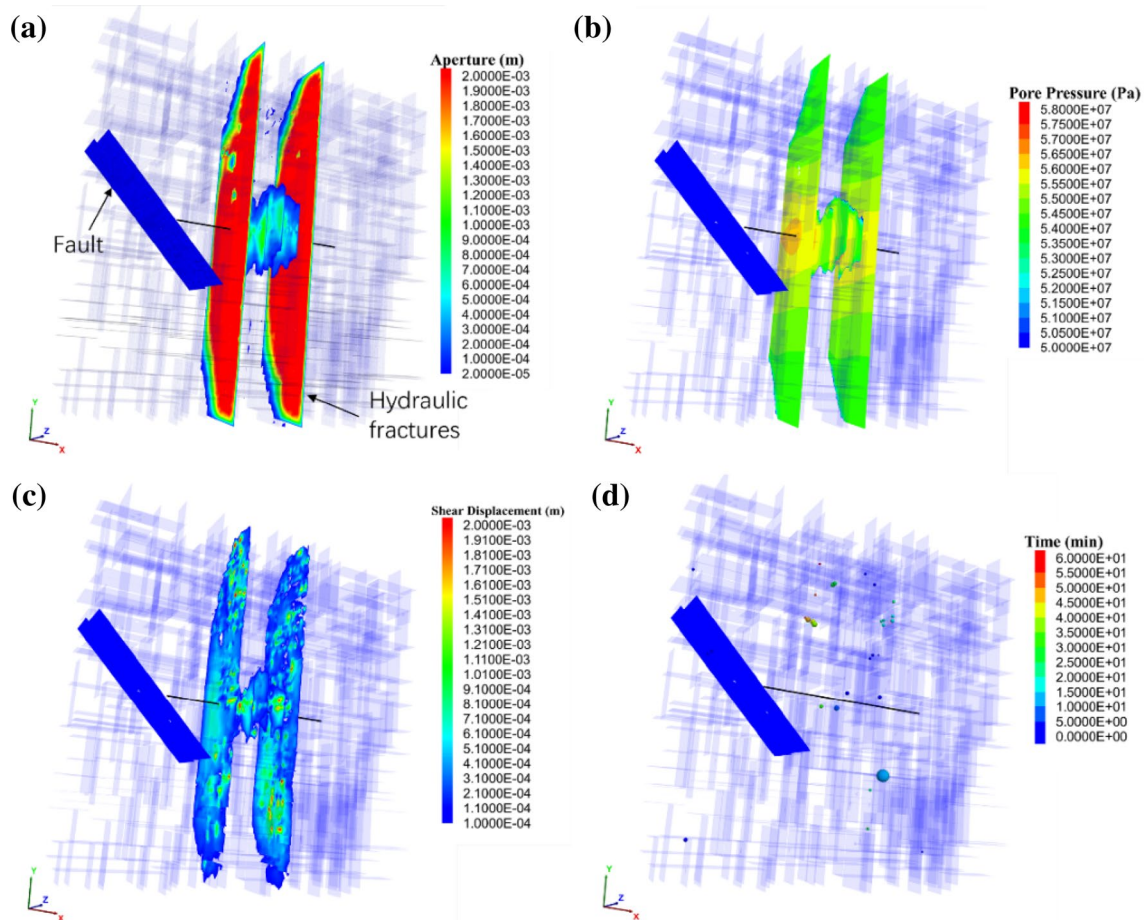 (a)
Aperture (m)
2.0000E-03
1.9000E-03
1.8000E-03
1.7000E-03
1.6000E-03
1.5000E-03
1.4000E-03
1.3000E-03
1.2000E-03
1.1000E-03
1.0000E-03
9.0000E-04
8.0000E-04
7.0000E-04
6.0000E-04
5.0000E-04
4.0000E-04
3.0000E-04
2.0000E-04
1.0000E-04
2.0000E-05
Fault
Hydraulic
fractures
Y
Z
X
(b)
Pore Pressure (Pa)
5.8000E+07
5.7500E+07
5.6500E+07
5.6000E+07
5.5500E+07
5.5000E+07
5.4500E+07
5.4000E+07
5.3500E+07
5.3000E+07
5.2500E+07
5.2000E+07
5.1500E+07
5.1000E+07
5.0500E+07
5.0000E+07
Y
Z
X
(c)
Shear Displacement (m)
2.0000E-03
1.9100E-03
1.8100E-03
1.7100E-03
1.6100E-03
1.5100E-03
1.4100E-03
1.3100E-03
1.2100E-03
1.1100E-03
1.0100E-03
9.1000E-04
8.1000E-04
7.1000E-04
6.1000E-04
5.1000E-04
4.1000E-04
3.1000E-04
2.1000E-04
1.1000E-04
1.0000E-04
Y
Z
X
(d)
Time (min)
6.0000E+01
5.5000E+01
5.0000E+01
4.5000E+01
4.0000E+01
3.5000E+01
3.0000E+01
2.5000E+01
2.0000E+01
1.5000E+01
1.0000E+01
5.0000E+00
0.0000E+00
Y
Z
X